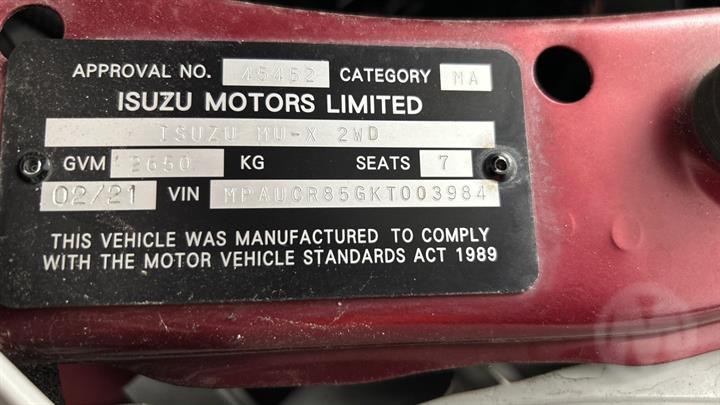 APPROVAL NO. 45452 CATEGORY MA
ISUZU MOTORS LIMITED
ISUZU MU-X 2WD
GVM 2650 KG SEATS 7
02/21 VIN MPAUCR85GKT003984
THIS VEHICLE WAS MANUFACTURED TO COMPLY
WITH THE MOTOR VEHICLE STANDARDS ACT 1989